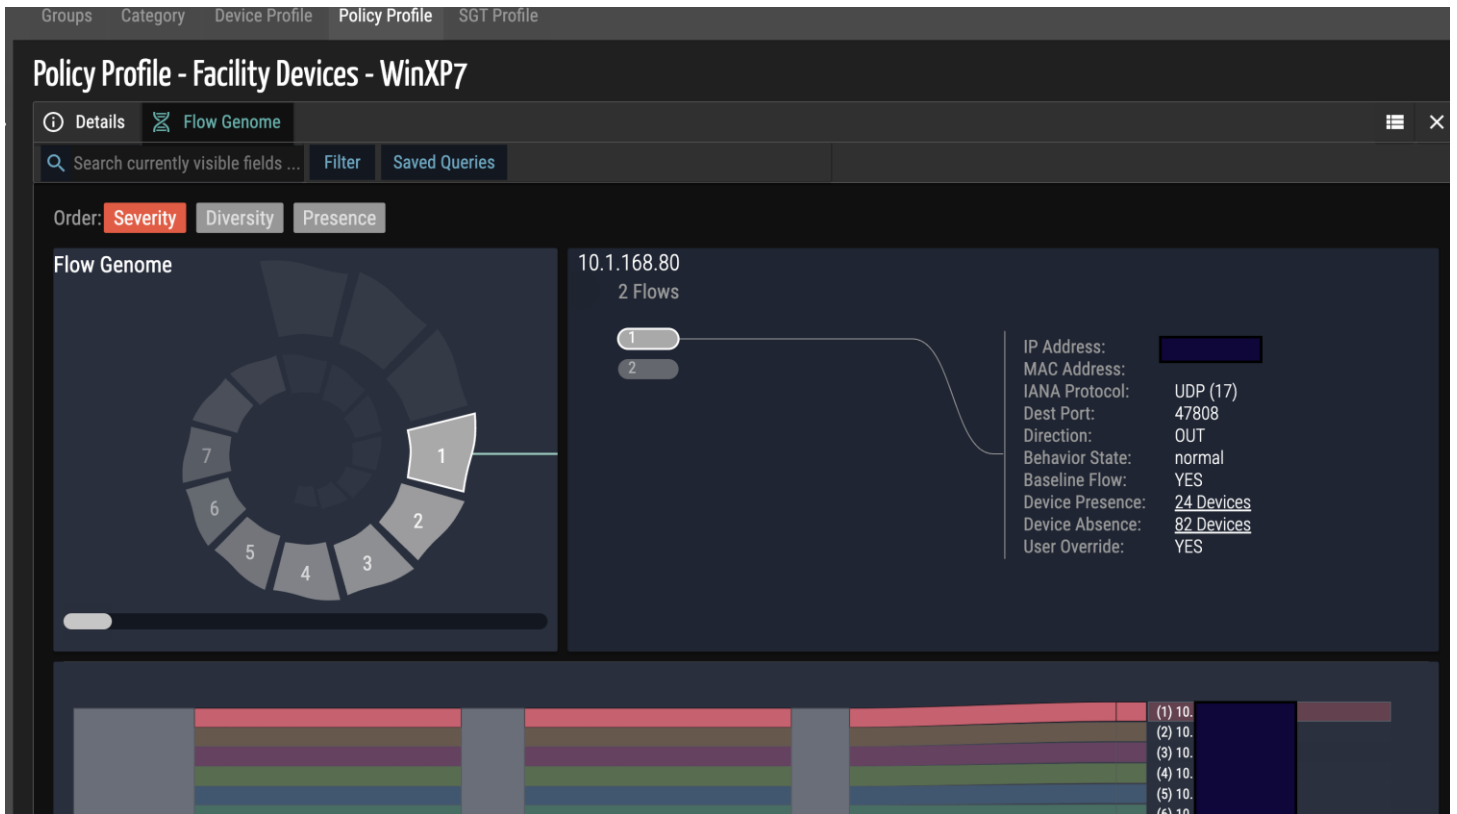 Groups Category Device Profile Policy Profile SGT Profile
Policy Profile - Facility Devices - WinXP7
Details Flow Genome
Search currently visible fields ... Filter Saved Queries
Order: Severity Diversity Presence
Flow Genome
1
2
3
4
5
6
7
10.1.168.80
2 Flows
1
2
IP Address:
MAC Address:
IANA Protocol: UDP (17)
Dest Port: 47808
Direction: OUT
Behavior State: normal
Baseline Flow: YES
Device Presence: 24 Devices
Device Absence: 82 Devices
User Override: YES
(1) 10.
(2) 10.
(3) 10.
(4) 10.
(5) 10.
(6) 10